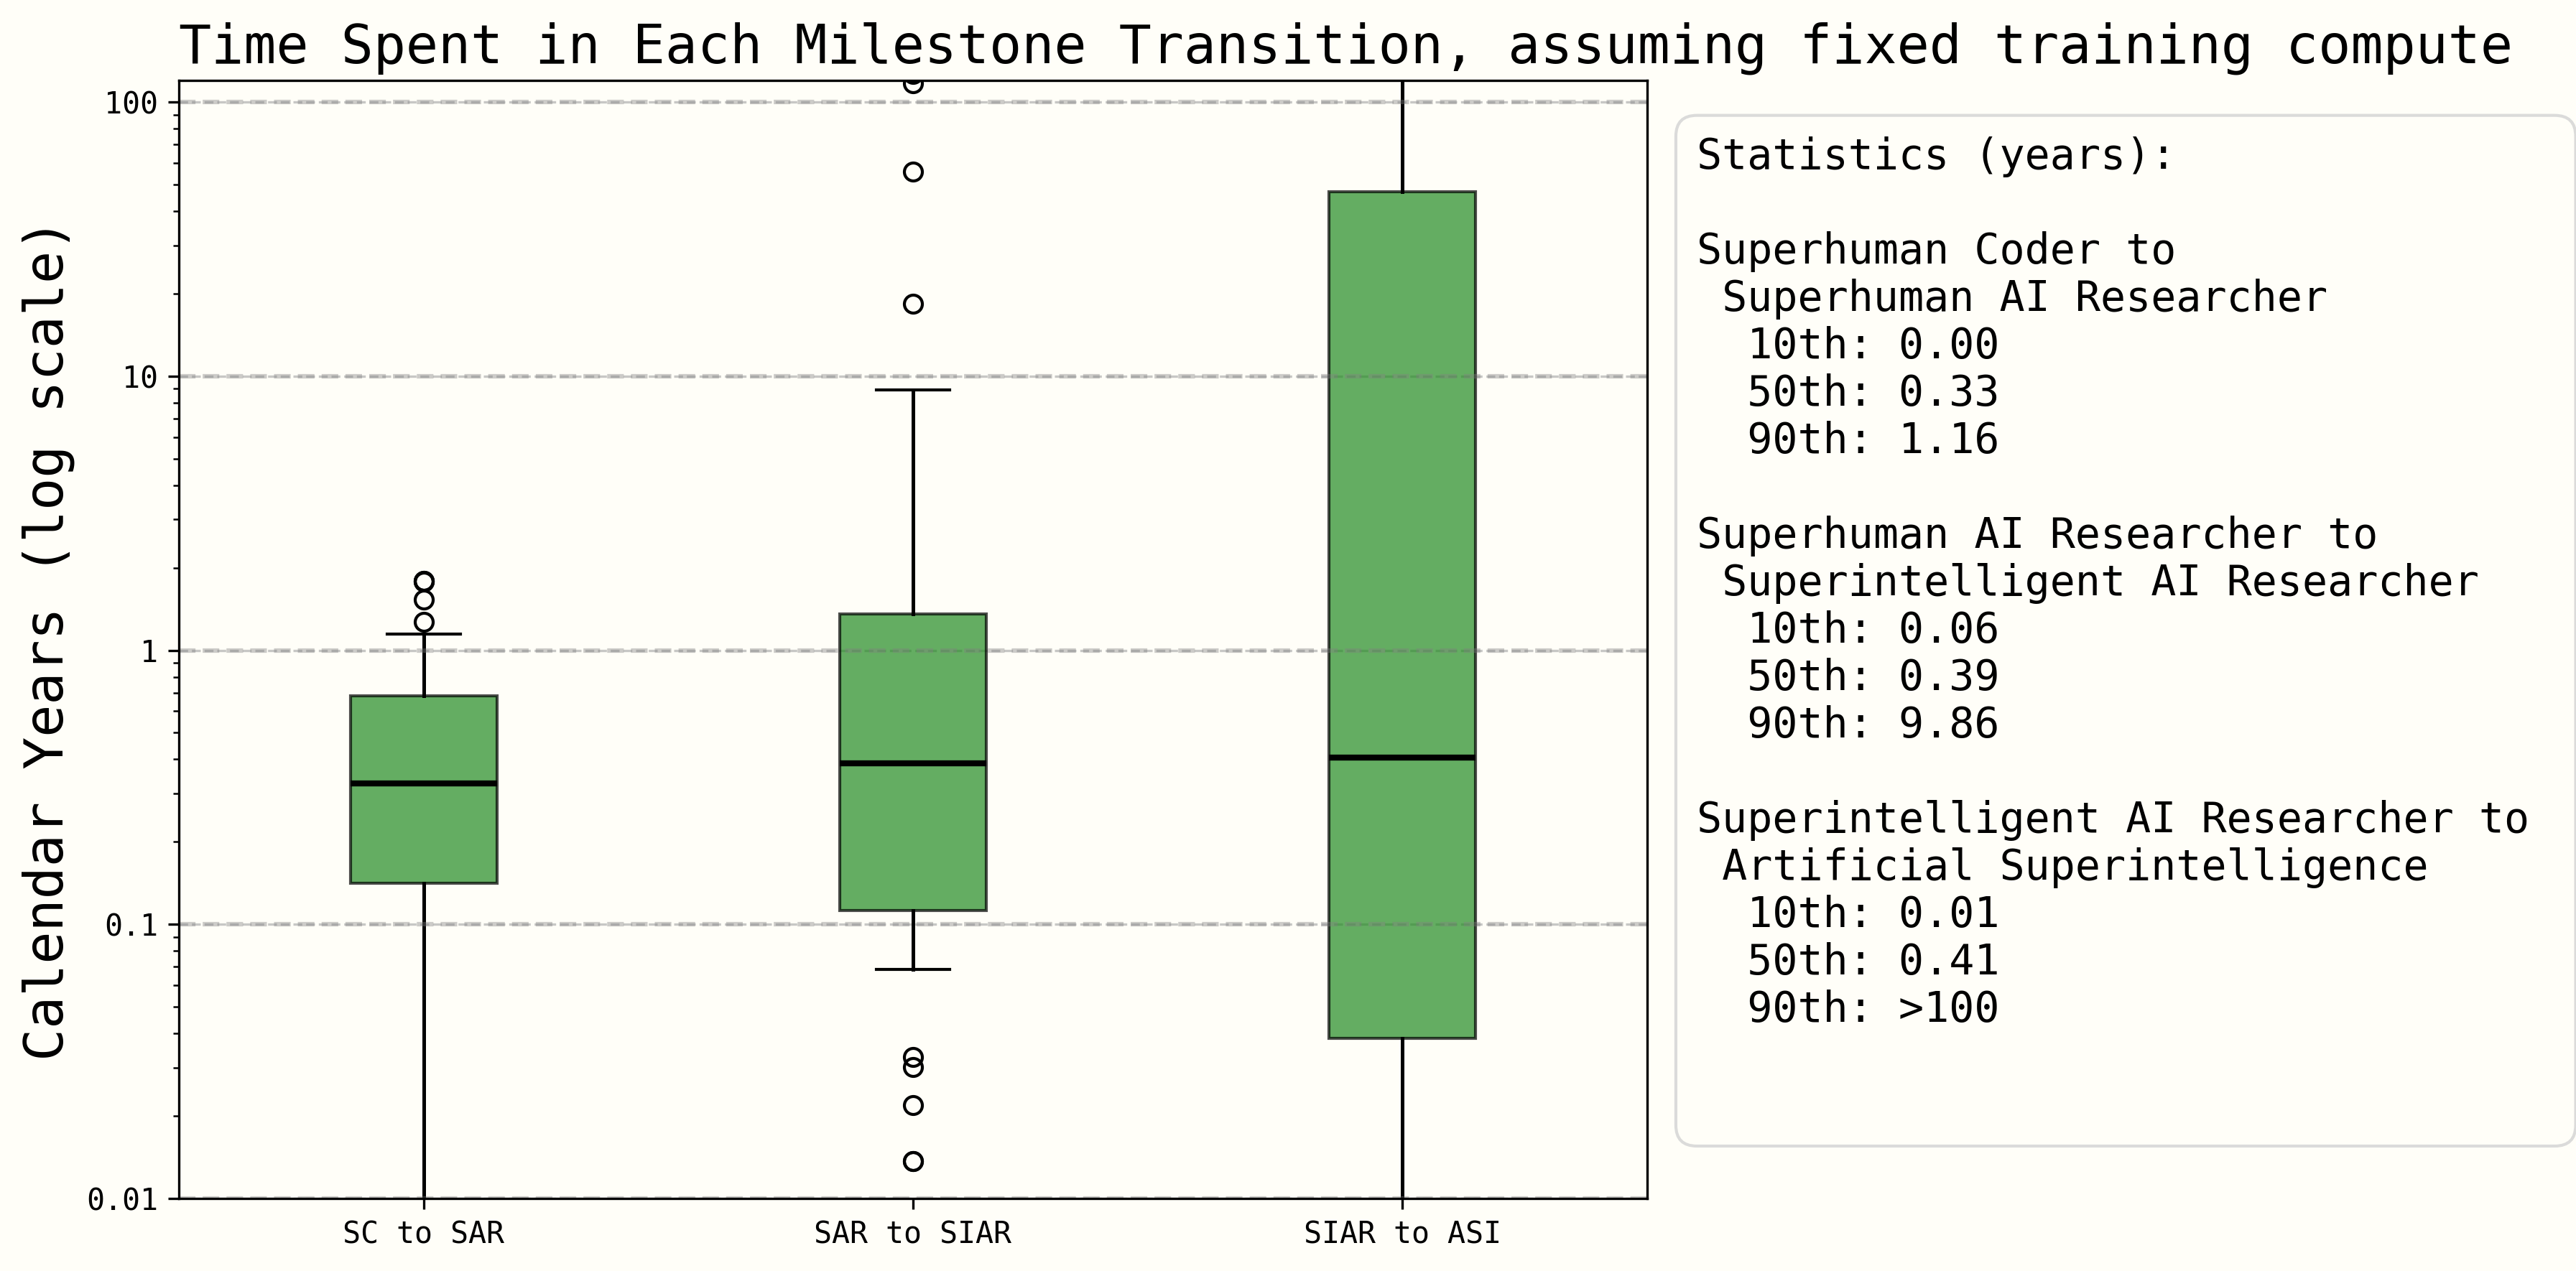 Time Spent in Each Milestone Transition, assuming fixed training compute
Calendar Years (log scale)
100
10
1
0.1
0.01
SC to SAR
SAR to SIAR
SIAR to ASI
Statistics (years):
Superhuman Coder to
Superhuman AI Researcher
10th: 0.00
50th: 0.33
90th: 1.16
Superhuman AI Researcher to
Superintelligent AI Researcher
10th: 0.06
50th: 0.39
90th: 9.86
Superintelligent AI Researcher to
Artificial Superintelligence
10th: 0.01
50th: 0.41
90th: >100